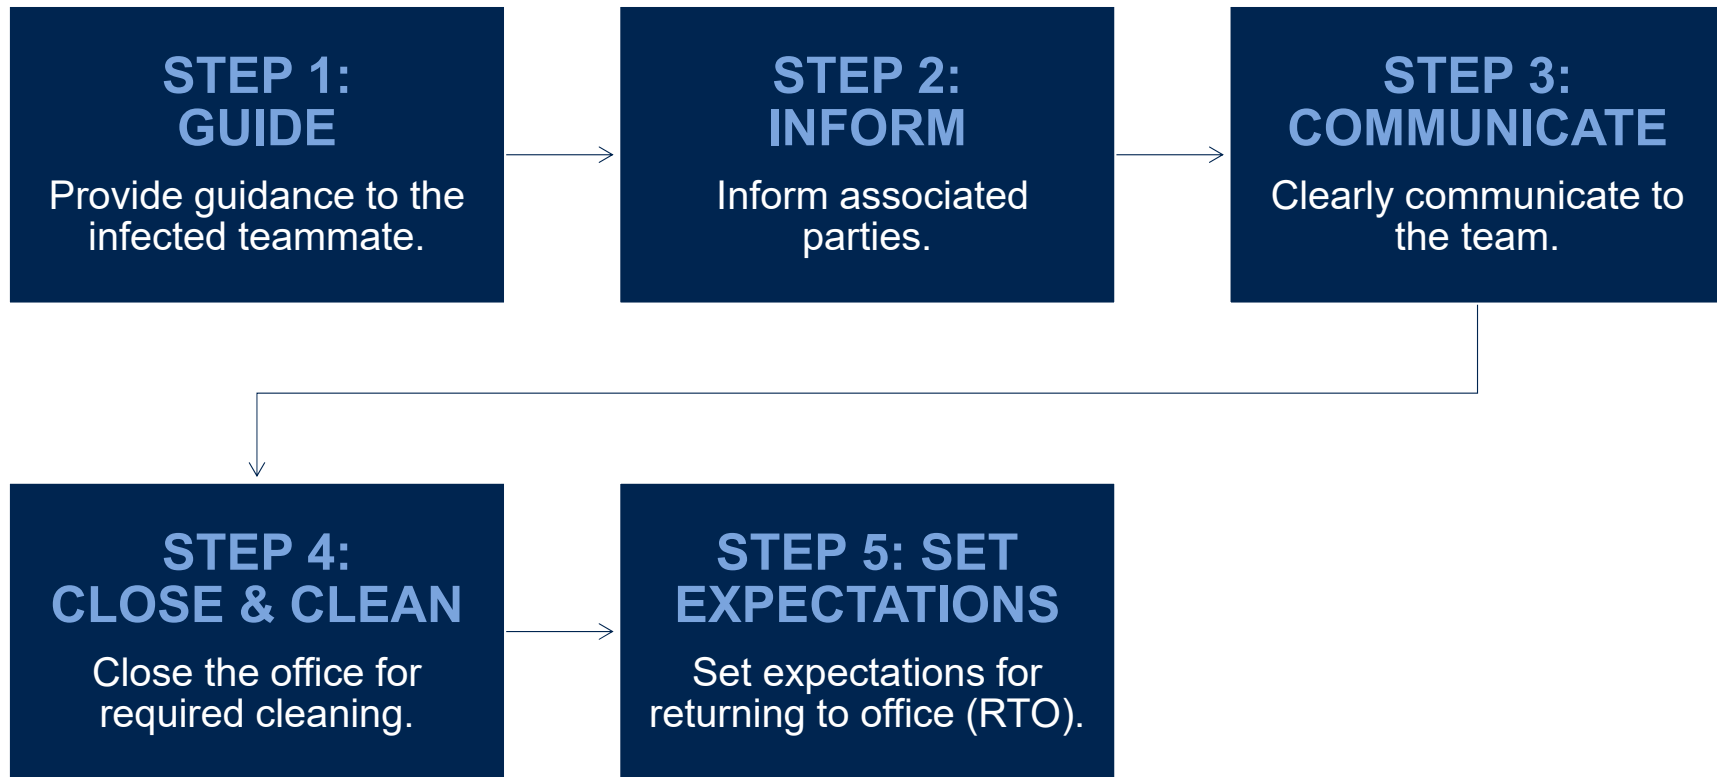 STEP 1:
GUIDE
Provide guidance to the
infected teammate.
STEP 2:
INFORM
Inform associated
parties.
STEP 3:
COMMUNICATE
Clearly communicate to
the team.
STEP 4:
CLOSE & CLEAN
Close the office for
required cleaning.
STEP 5: SET
EXPECTATIONS
Set expectations for
returning to office (RTO).